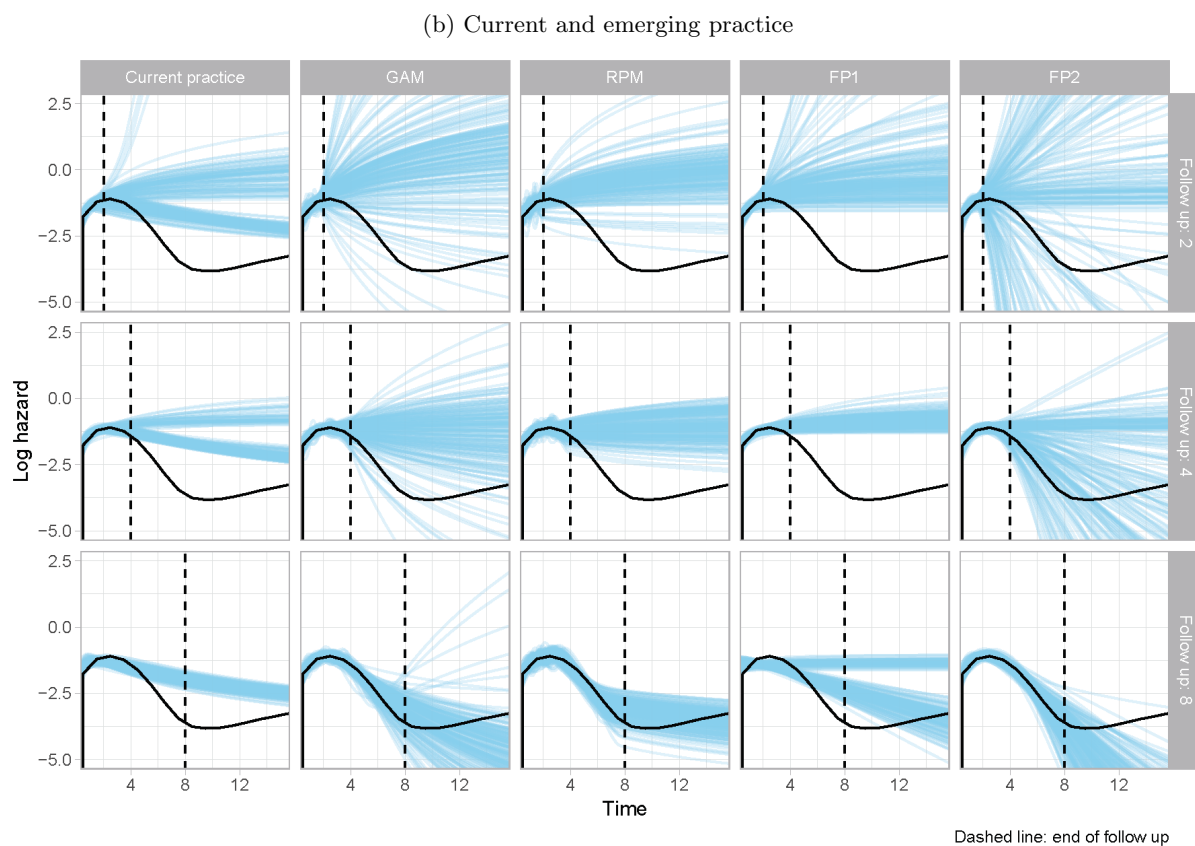 (b) Current and emerging practice
Current practice GAM RPM FP1 FP2
2.5
0.0
−2.5
−5.0
Follow up: 2
2.5
0.0
−2.5
−5.0
Follow up: 4
2.5
0.0
−2.5
−5.0
Follow up: 8
Log hazard
4 8 12 4 8 12 4 8 12 4 8 12 4 8 12
Time
Dashed line: end of follow up